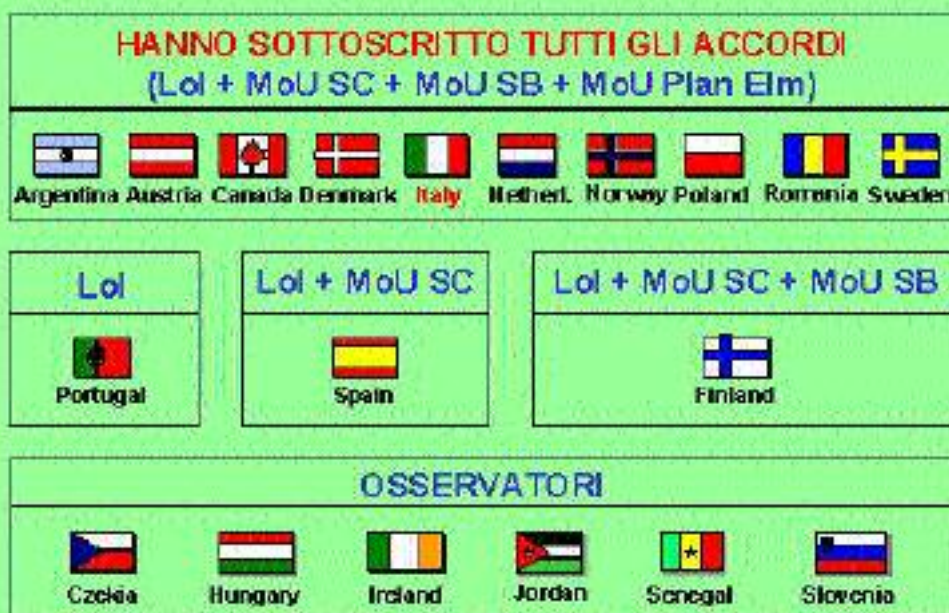 HANNO SOTTOSCRITTO TUTTI GLI ACCORDI
(LoI + MoU SC + MoU SB + MoU Plan Elm)
Argentina Austria Canada Denmark Italy Netherl. Norway Poland Romania Sweden
LoI LoI + MoU SC LoI + MoU SC + MoU SB
Portugal Spain Finland
OSSERVATORI
Czekia Hungary Ireland Jordan Senegal Slovenia